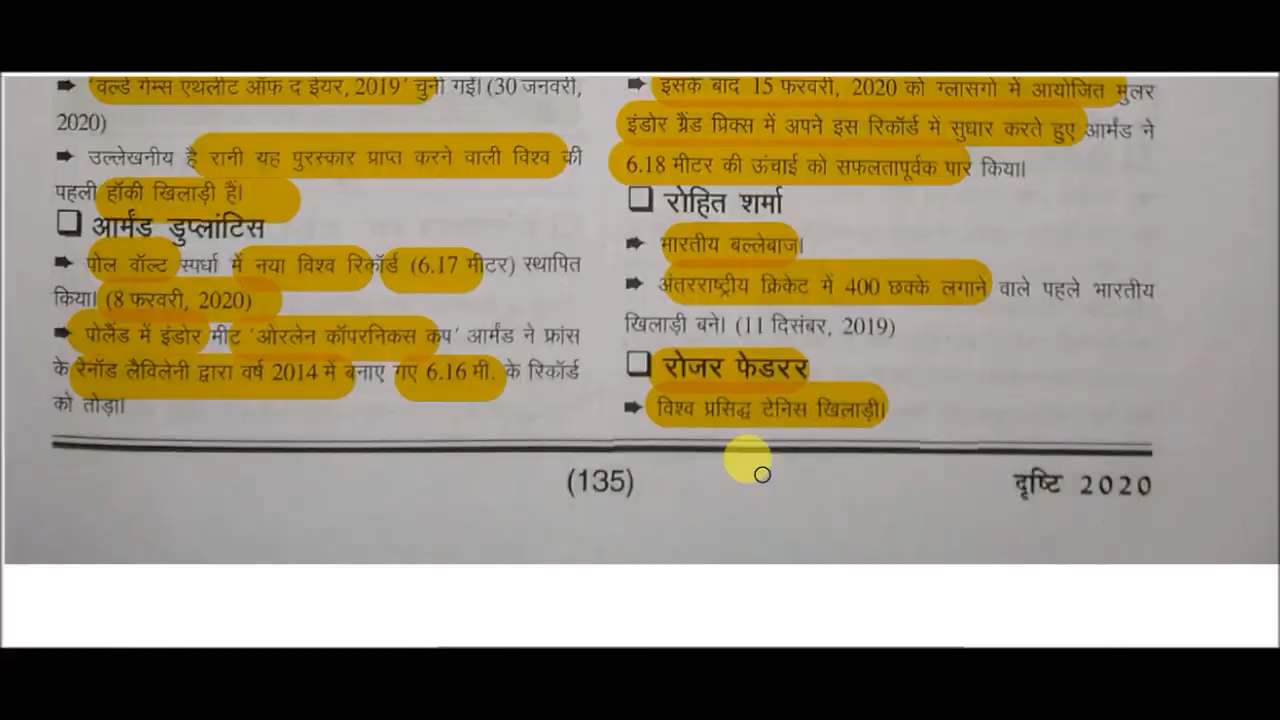 ➡ 'वर्ल्ड गेम्स एथलीट ऑफ द ईयर, 2019' चुनी गई। (30 जनवरी,
2020)
➡ उल्लेखनीय है रानी यह पुरस्कार प्राप्त करने वाली विश्व की
पहली हॉकी खिलाड़ी हैं।
❑ आर्मंड डुप्लांटिस
➡ पोल वॉल्ट स्पर्धा में नया विश्व रिकॉर्ड (6.17 मीटर) स्थापित
किया। (8 फरवरी, 2020)
➡ पोलैंड में इंडोर मीट 'ओरलेन कॉपरनिकस कप' आर्मंड ने फ्रांस
के रेनॉड लैविलेनी द्वारा वर्ष 2014 में बनाए गए 6.16 मी. के रिकॉर्ड
को तोड़ा।
➡ इसके बाद 15 फरवरी, 2020 को ग्लासगो में आयोजित मुलर
इंडोर ग्रैंड प्रिक्स में अपने इस रिकॉर्ड में सुधार करते हुए आर्मंड ने
6.18 मीटर की ऊंचाई को सफलतापूर्वक पार किया।
❑ रोहित शर्मा
➡ भारतीय बल्लेबाज।
➡ अंतरराष्ट्रीय क्रिकेट में 400 छक्के लगाने वाले पहले भारतीय
खिलाड़ी बने। (11 दिसंबर, 2019)
❑ रोजर फेडरर
➡ विश्व प्रसिद्ध टेनिस खिलाड़ी।
(135)
दृष्टि 2020